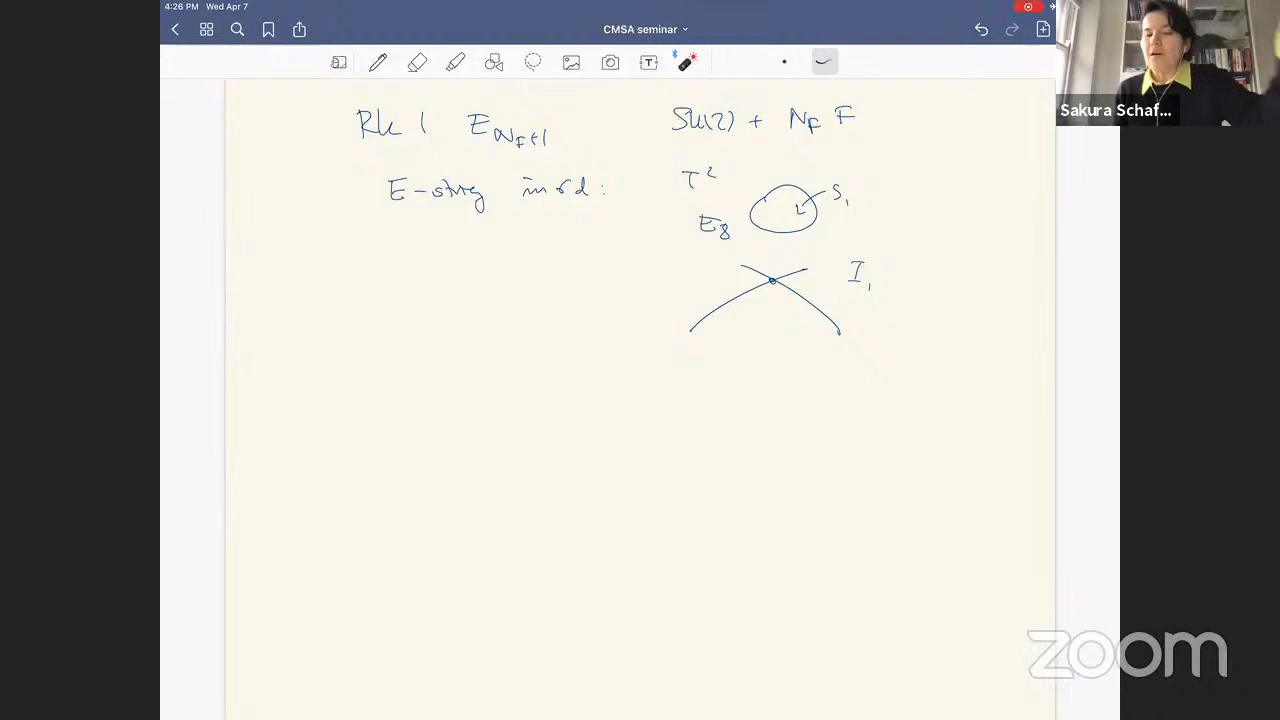 4:26 PM Wed Apr 7
CMSA seminar
Sakura Schaf...
Rk 1 E_{N_F+1} SU(2) + N_F F
E-string in 6d :
T²
S₁
E₈
I₁
zoom